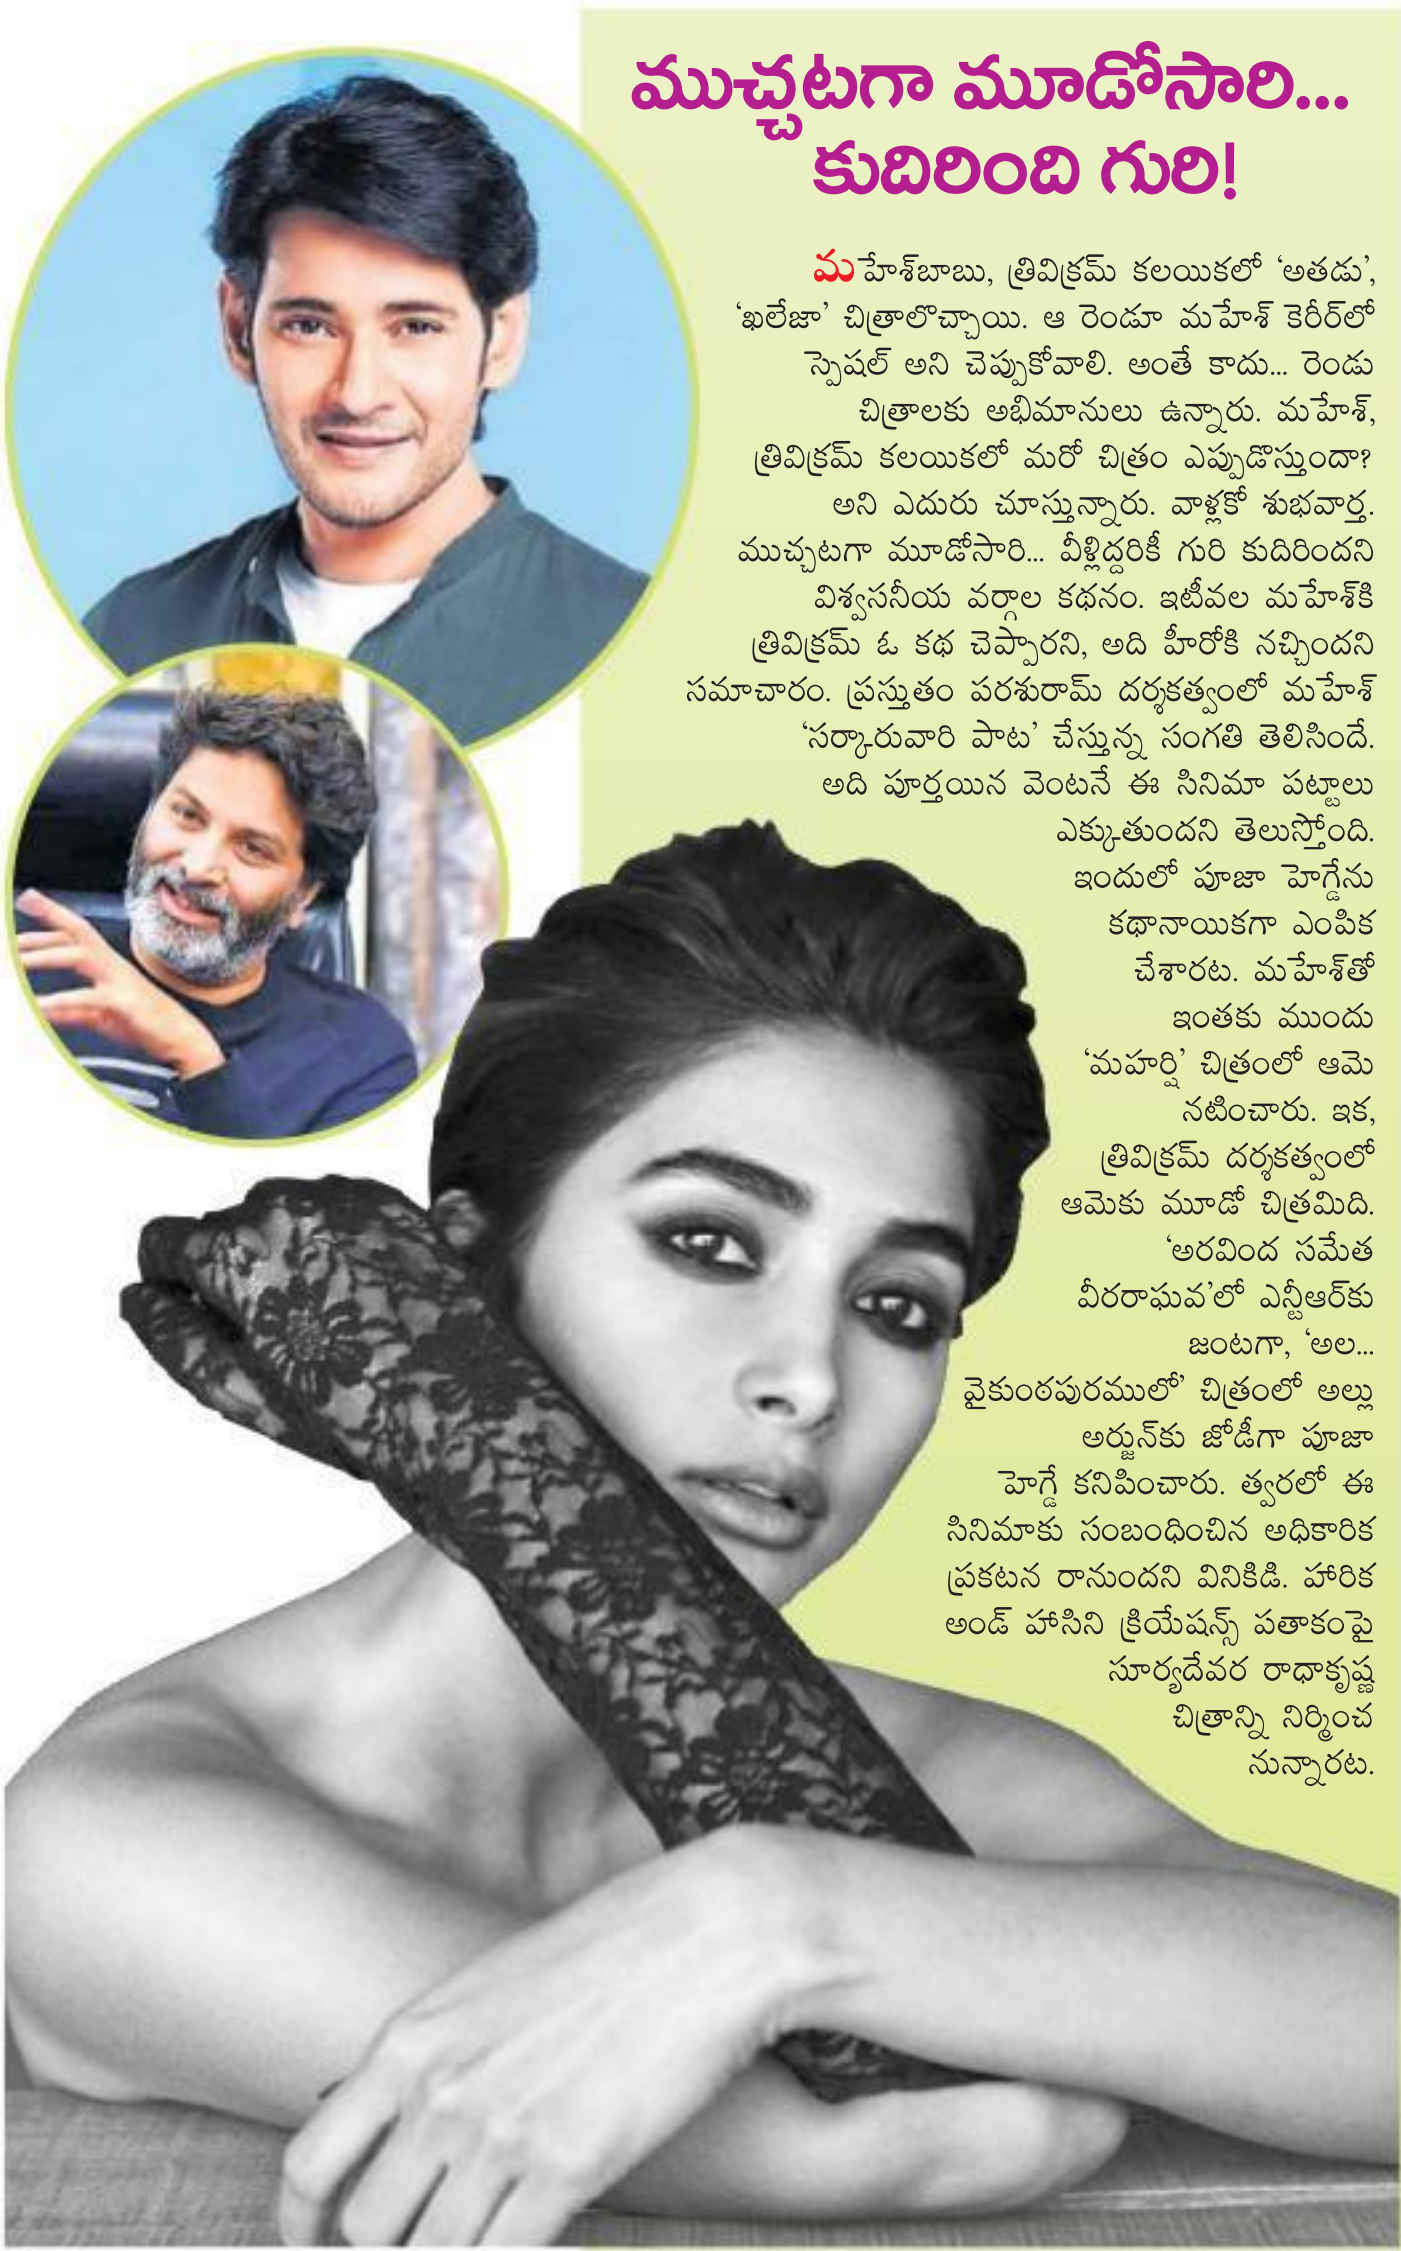 ముచ్చటగా మూడోసారి...
కుదిరింది గురి!
మహేశ్‌బాబు, త్రివిక్రమ్ కలయికలో ‘అతడు’,
‘ఖలేజా’ చిత్రాలొచ్చాయి. ఆ రెండూ మహేశ్ కెరీర్‌లో
స్పెషల్ అని చెప్పుకోవాలి. అంతే కాదు... రెండు
చిత్రాలకు అభిమానులు ఉన్నారు. మహేశ్,
త్రివిక్రమ్ కలయికలో మరో చిత్రం ఎప్పుడొస్తుందా?
అని ఎదురు చూస్తున్నారు. వాళ్లకో శుభవార్త.
ముచ్చటగా మూడోసారి... వీళ్లిద్దరికీ గురి కుదిరిందని
విశ్వసనీయ వర్గాల కథనం. ఇటీవల మహేశ్‌కి
త్రివిక్రమ్ ఓ కథ చెప్పారని, అది హీరోకి నచ్చిందని
సమాచారం. ప్రస్తుతం పరశురామ్ దర్శకత్వంలో మహేశ్
‘సర్కారువారి పాట’ చేస్తున్న సంగతి తెలిసిందే.
అది పూర్తయిన వెంటనే ఈ సినిమా పట్టాలు
ఎక్కుతుందని తెలుస్తోంది.
ఇందులో పూజా హెగ్డేను
కథానాయికగా ఎంపిక
చేశారట. మహేశ్‌తో
ఇంతకు ముందు
‘మహర్షి’ చిత్రంలో ఆమె
నటించారు. ఇక,
త్రివిక్రమ్ దర్శకత్వంలో
ఆమెకు మూడో చిత్రమిది.
‘అరవింద సమేత
వీరరాఘవ’లో ఎన్టీఆర్‌కు
జంటగా, ‘అల...
వైకుంఠపురములో’ చిత్రంలో అల్లు
అర్జున్‌కు జోడీగా పూజా
హెగ్డే కనిపించారు. త్వరలో ఈ
సినిమాకు సంబంధించిన అధికారిక
ప్రకటన రానుందని వినికిడి. హారిక
అండ్ హాసిని క్రియేషన్స్ పతాకంపై
సూర్యదేవర రాధాకృష్ణ
చిత్రాన్ని నిర్మించ
నున్నారట.